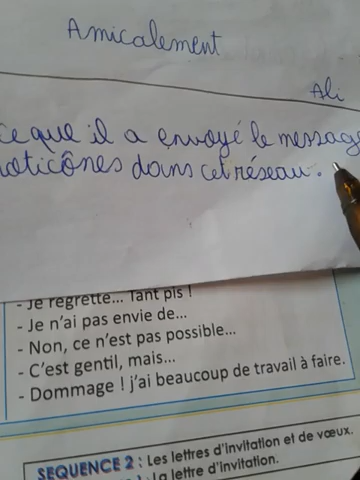 Amicalement
Ali
ce que il a envoyé le message
dans cet réseau.
- Je regrette... Tant pis !
- Je n'ai pas envie de...
- Non, ce n'est pas possible...
- C'est gentil, mais...
- Dommage ! j'ai beaucoup de travail à faire.
SEQUENCE 2 : Les lettres d'invitation et de vœux.
: La lettre d'invitation.